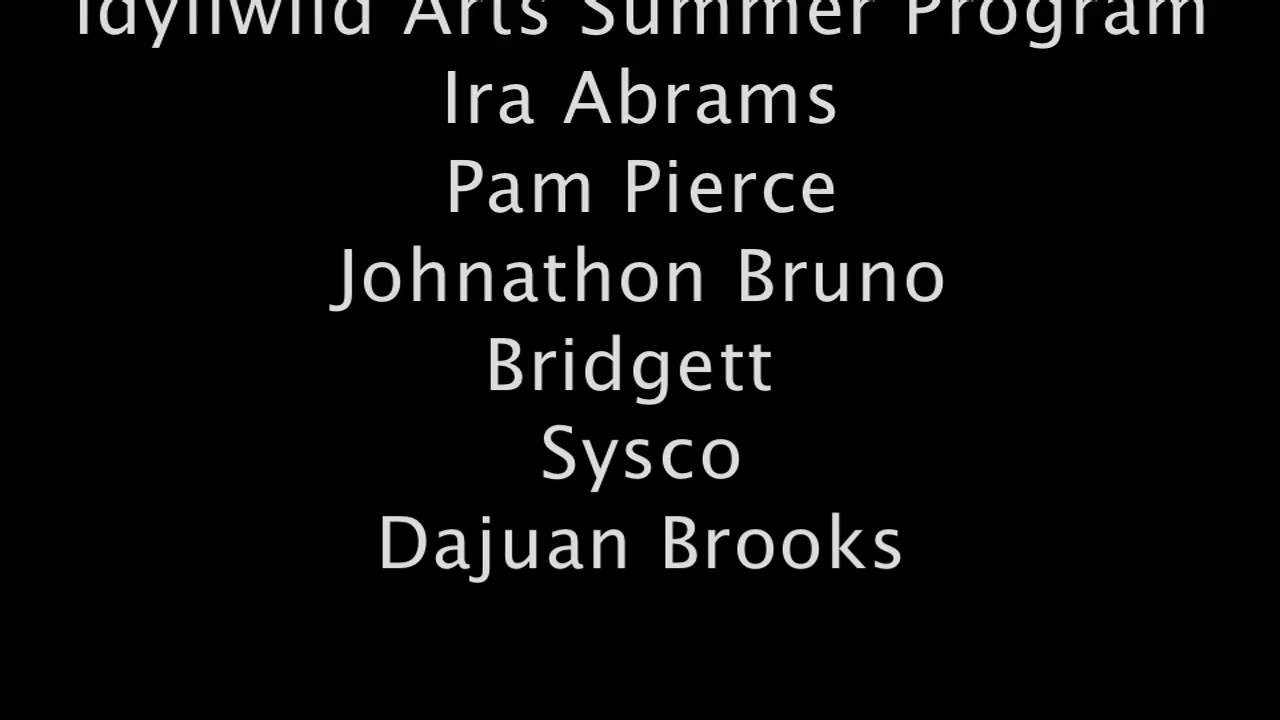 Idyllwild Arts Summer Program
Ira Abrams
Pam Pierce
Johnathon Bruno
Bridgett
Sysco
Dajuan Brooks